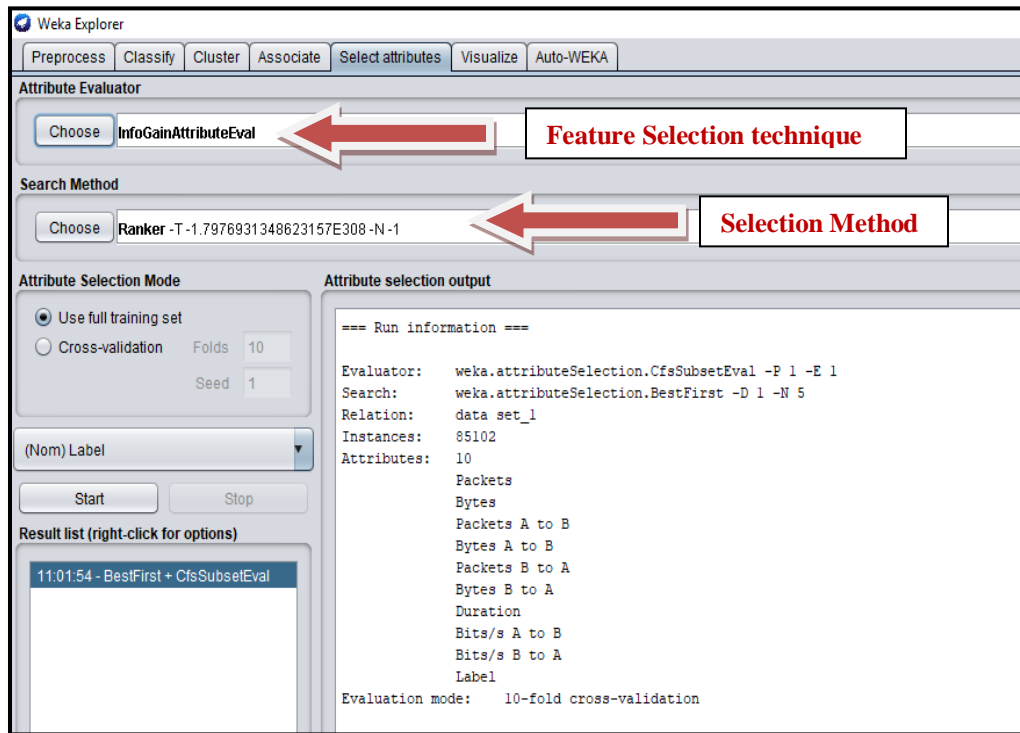 Weka Explorer
Preprocess Classify Cluster Associate Select attributes Visualize Auto-WEKA
Attribute Evaluator
Choose InfoGainAttributeEval
Feature Selection technique
Search Method
Choose Ranker -T -1.7976931348623157E308 -N -1
Selection Method
Attribute Selection Mode
Use full training set
Cross-validation Folds 10
Seed 1
(Nom) Label
Start Stop
Result list (right-click for options)
11:01:54 - BestFirst + CfsSubsetEval
Attribute selection output
=== Run information ===
Evaluator: weka.attributeSelection.CfsSubsetEval -P 1 -E 1
Search: weka.attributeSelection.BestFirst -D 1 -N 5
Relation: data set_1
Instances: 85102
Attributes: 10
Packets
Bytes
Packets A to B
Bytes A to B
Packets B to A
Bytes B to A
Duration
Bits/s A to B
Bits/s B to A
Label
Evaluation mode: 10-fold cross-validation